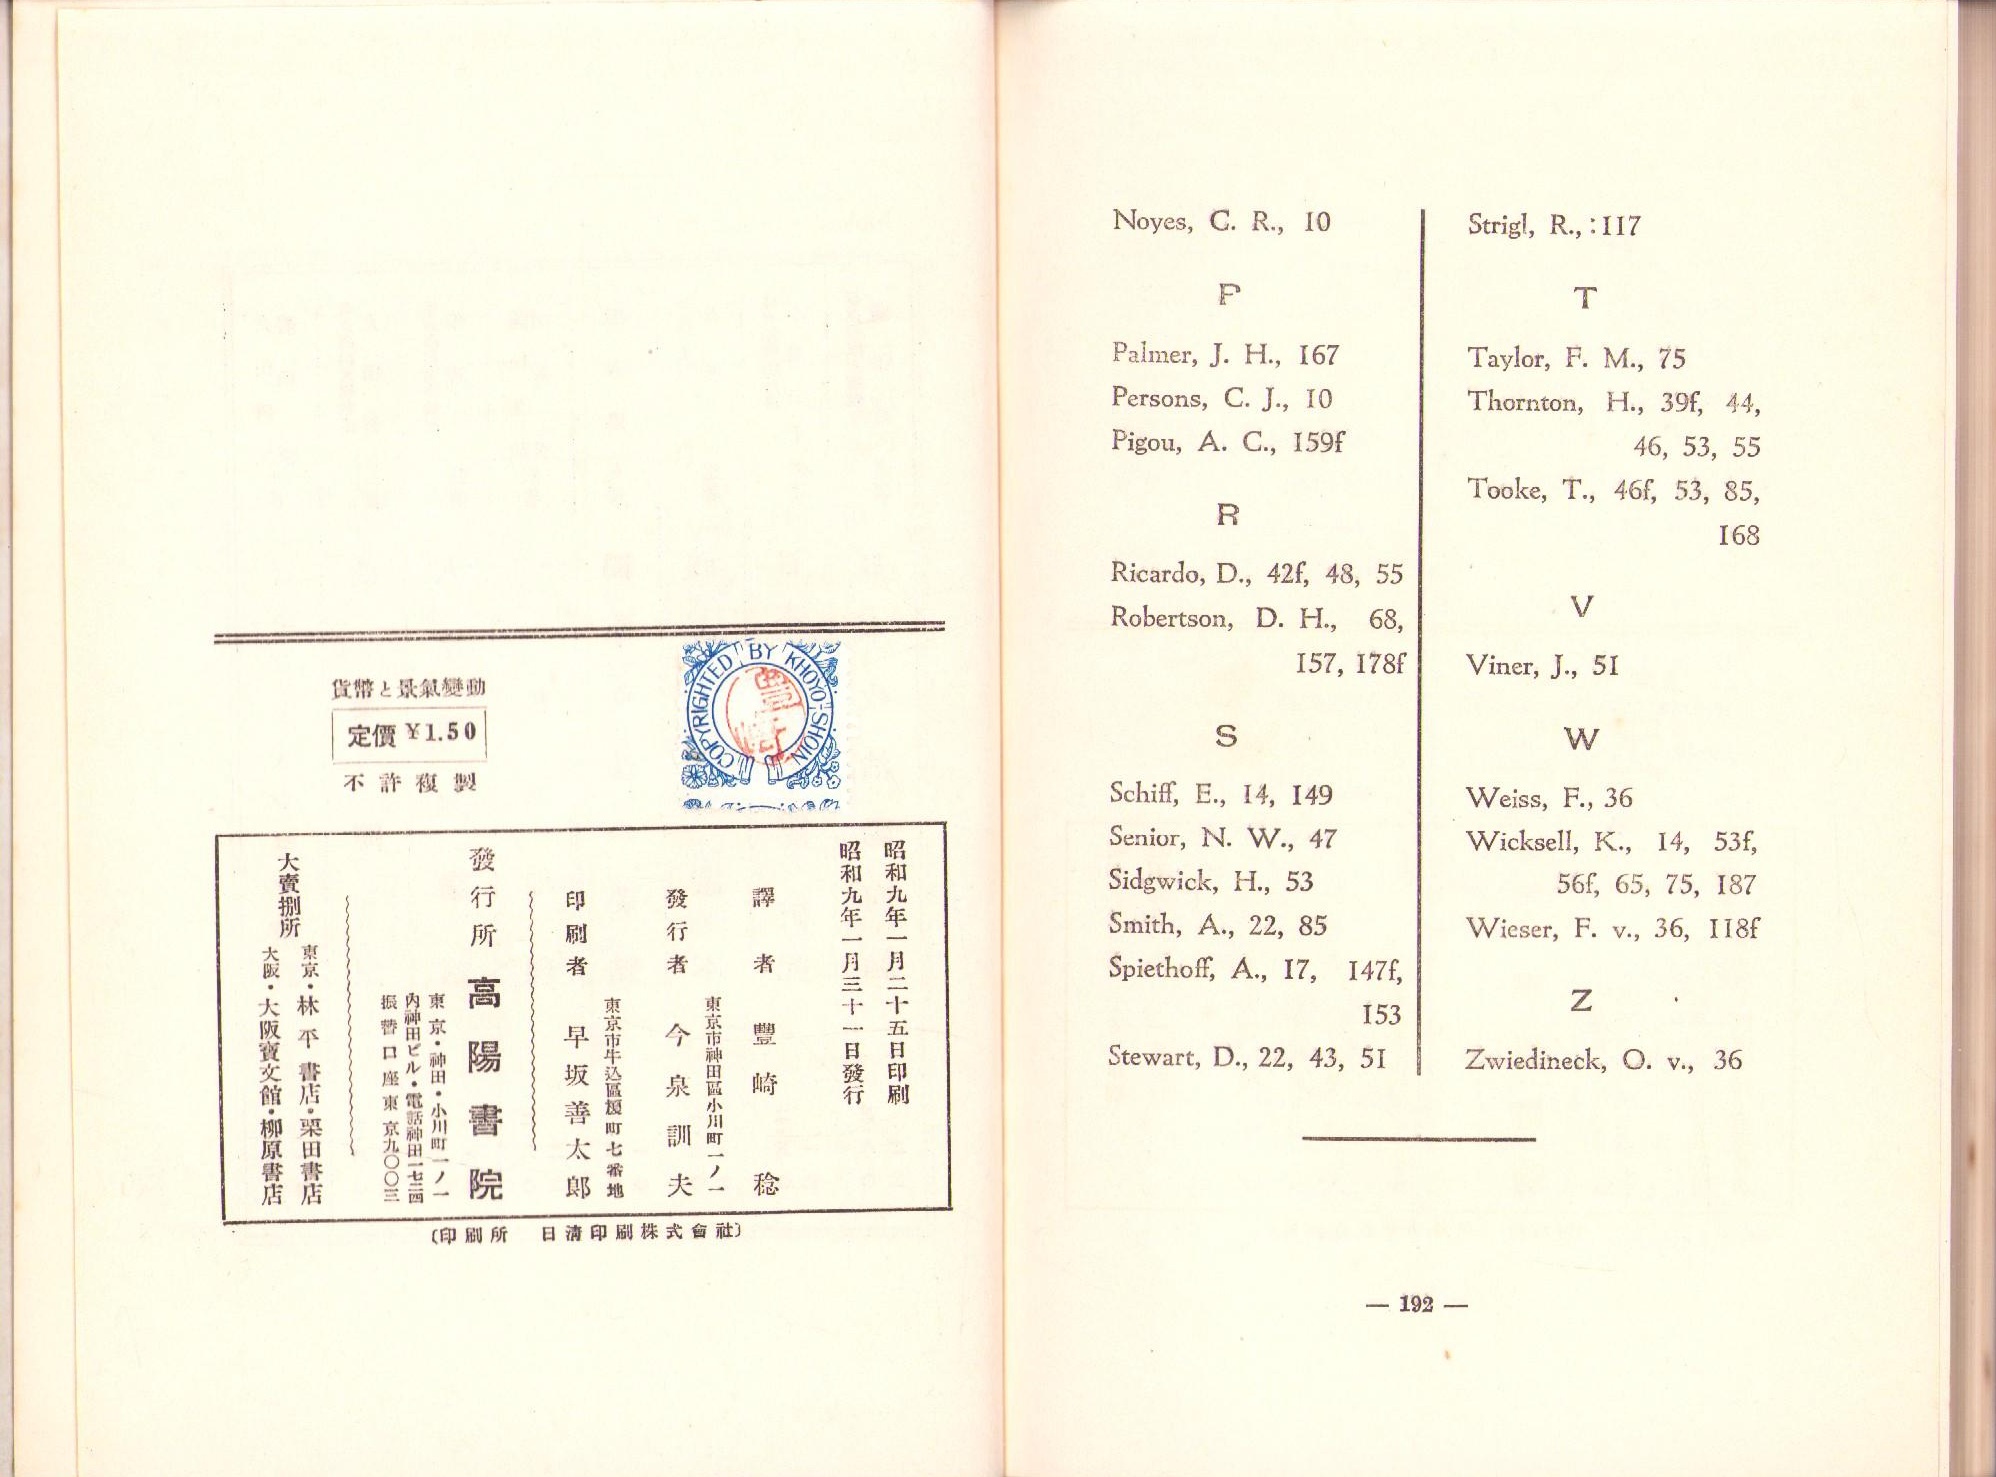 貨幣と景氣變動
定價 ¥1.50
不許複製
COPYRIGHTED BY KHOYO-SHOIN
豊崎
昭和九年一月二十五日印刷
昭和九年一月三十一日發行
譯者 豐崎稔
東京市神田區小川町一ノ一
發行者 今泉訓夫
東京市牛込區榎町七番地
印刷者 早坂善太郎
發行所 高陽書院
東京・神田・小川町一ノ一
內神田ビル・電話神田一七二四
振替口座東京九〇〇三
大賣捌所
東京・林平書店・栗田書店
大阪・大阪寶文館・柳原書店
(印刷所 日淸印刷株式會社)
Noyes, C. R., 10
P
Palmer, J. H., 167
Persons, C. J., 10
Pigou, A. C., 159f
R
Ricardo, D., 42f, 48, 55
Robertson, D. H., 68,
157, 178f
S
Schiff, E., 14, 149
Senior, N. W., 47
Sidgwick, H., 53
Smith, A., 22, 85
Spiethoff, A., 17, 147f,
153
Stewart, D., 22, 43, 51
Strigl, R., :117
T
Taylor, F. M., 75
Thornton, H., 39f, 44,
46, 53, 55
Tooke, T., 46f, 53, 85,
168
V
Viner, J., 51
W
Weiss, F., 36
Wicksell, K., 14, 53f,
56f, 65, 75, 187
Wieser, F. v., 36, 118f
Z
Zwiedineck, O. v., 36
— 192 —